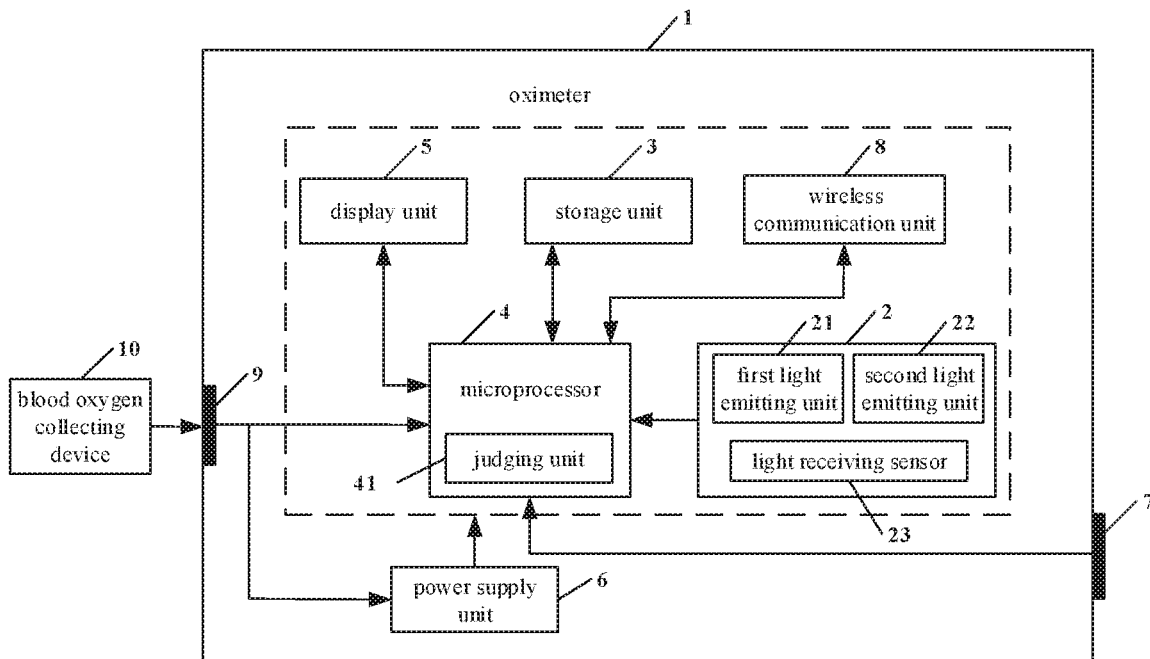 1
oximeter
5
3
8
display unit
storage unit
wireless
communication unit
4
21
2
22
10
9
microprocessor
first light
emitting unit
second light
emitting unit
blood oxygen
collecting
device
judging unit
light receiving sensor
41
23
7
power supply
unit
6